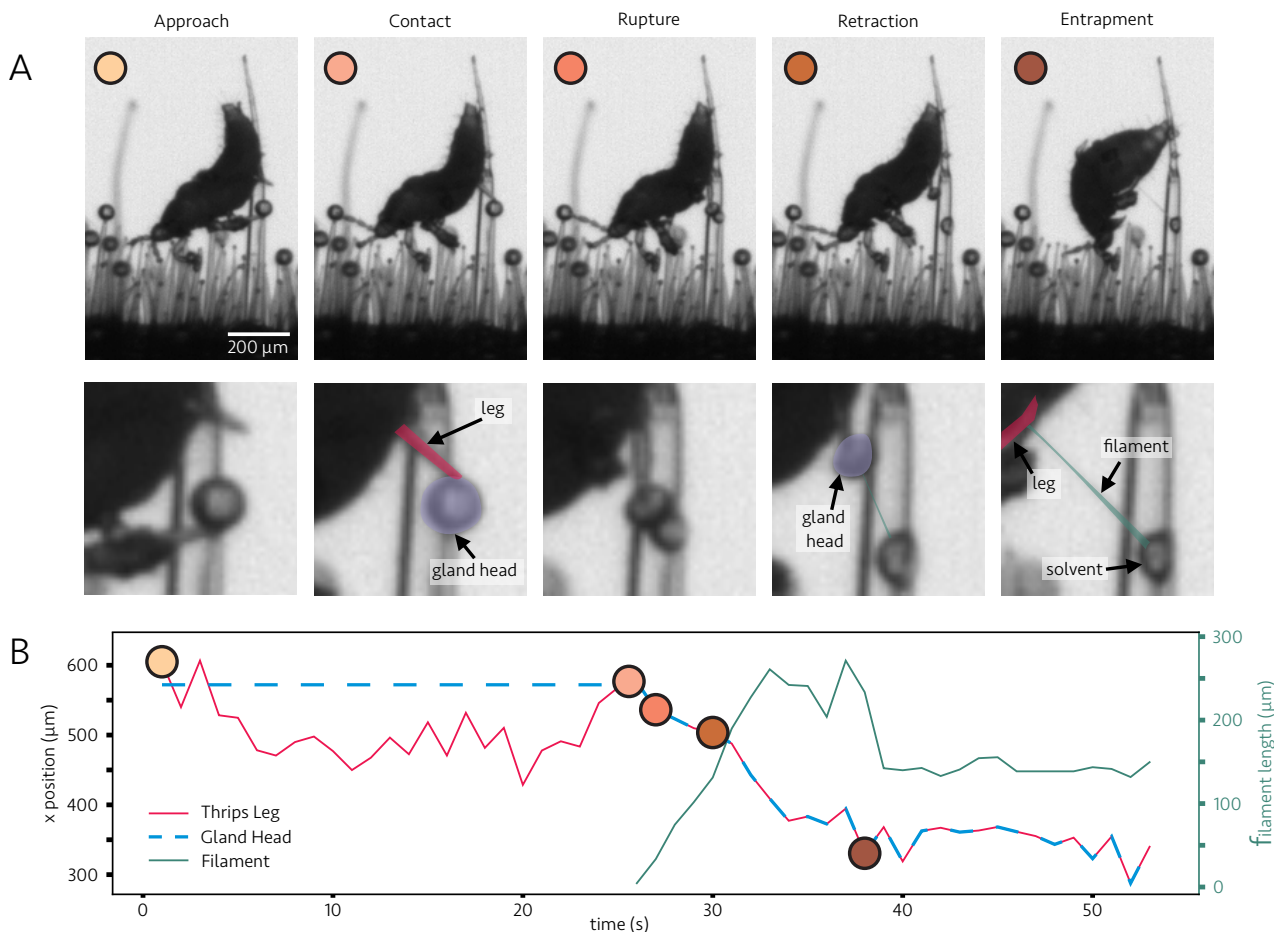 Approach Contact Rupture Retraction Entrapment
A
200 μm
leg
gland head
gland
head
filament
leg
solvent
B
x position (μm)
600
500
400
300
Thrips Leg
Gland Head
Filament
300
200
100
0
filament length (μm)
0 10 20 30 40 50
time (s)